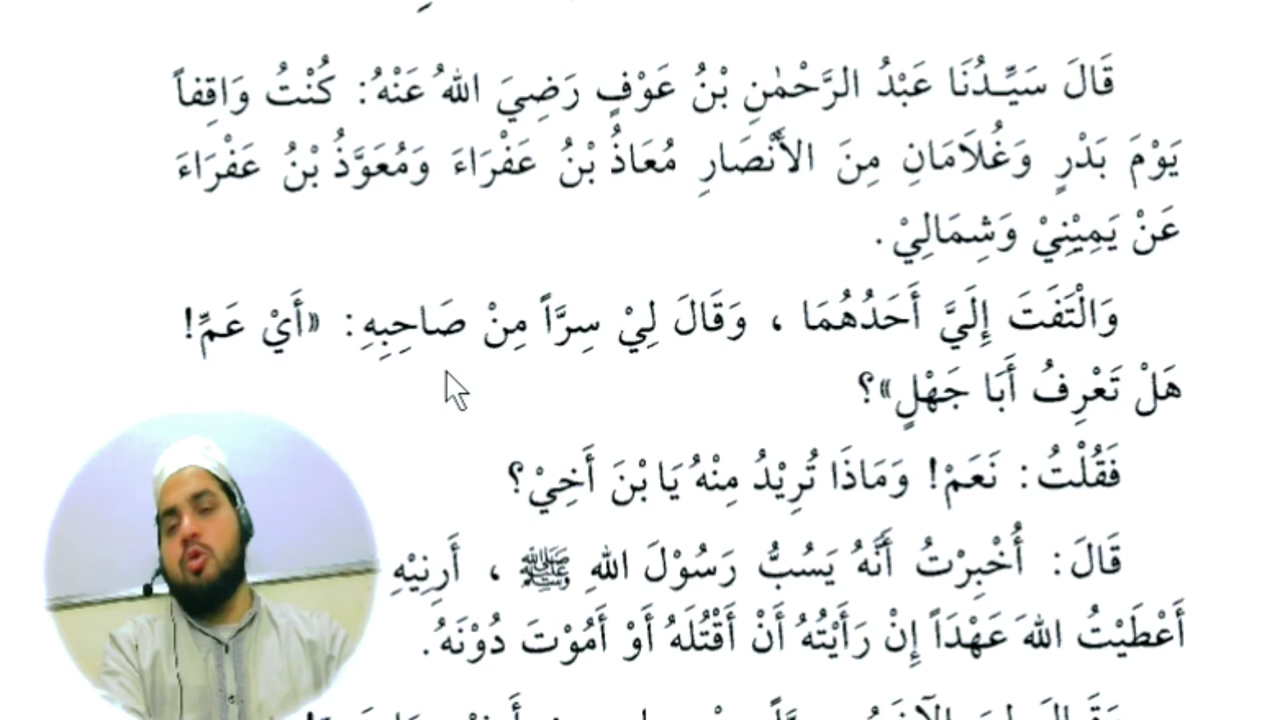 قَالَ سَيِّدُنَا عَبْدُ الرَّحْمٰنِ بْنُ عَوْفٍ رَضِيَ اللهُ عَنْهُ: كُنْتُ وَاقِفاً
يَوْمَ بَدْرٍ وَغُلَامَانِ مِنَ الأَنْصَارِ مُعَاذُ بْنُ عَفْرَاءَ وَمُعَوَّذُ بْنُ عَفْرَاءَ
عَنْ يَمِيْنِيْ وَشِمَالِيْ.
وَالْتَفَتَ إِلَيَّ أَحَدُهُمَا، وَقَالَ لِيْ سِرَّاً مِنْ صَاحِبِهِ: «أَيْ عَمِّ!
هَلْ تَعْرِفُ أَبَا جَهْلٍ»؟
فَقُلْتُ: نَعَمْ! وَمَاذَا تُرِيْدُ مِنْهُ يَا بْنَ أَخِيْ؟
قَالَ: أُخْبِرْتُ أَنَّهُ يَسُبُّ رَسُوْلَ اللهِ ﷺ، أَرِنِيْهِ
أَعْطَيْتُ اللهَ عَهْدَاً إِنْ رَأَيْتُهُ أَنْ أَقْتُلَهُ أَوْ أَمُوْتَ دُوْنَهُ.